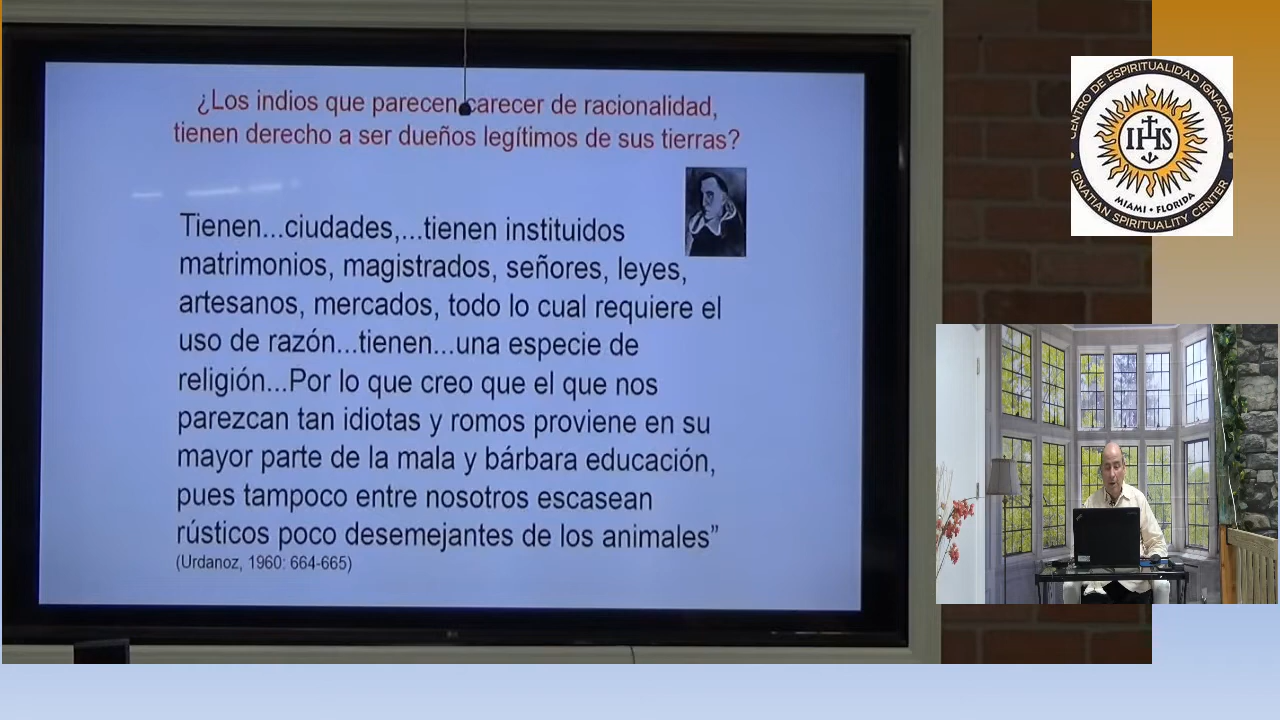 ¿Los indios que parecen carecer de racionalidad,
tienen derecho a ser dueños legítimos de sus tierras?
Tienen...ciudades,...tienen instituidos
matrimonios, magistrados, señores, leyes,
artesanos, mercados, todo lo cual requiere el
uso de razón...tienen...una especie de
religión...Por lo que creo que el que nos
parezcan tan idiotas y romos proviene en su
mayor parte de la mala y bárbara educación,
pues tampoco entre nosotros escasean
rústicos poco desemejantes de los animales”
(Urdanoz, 1960: 664-665)
CENTRO DE ESPIRITUALIDAD IGNACIANA
IHS
MIAMI • FLORIDA
IGNATIAN SPIRITUALITY CENTER